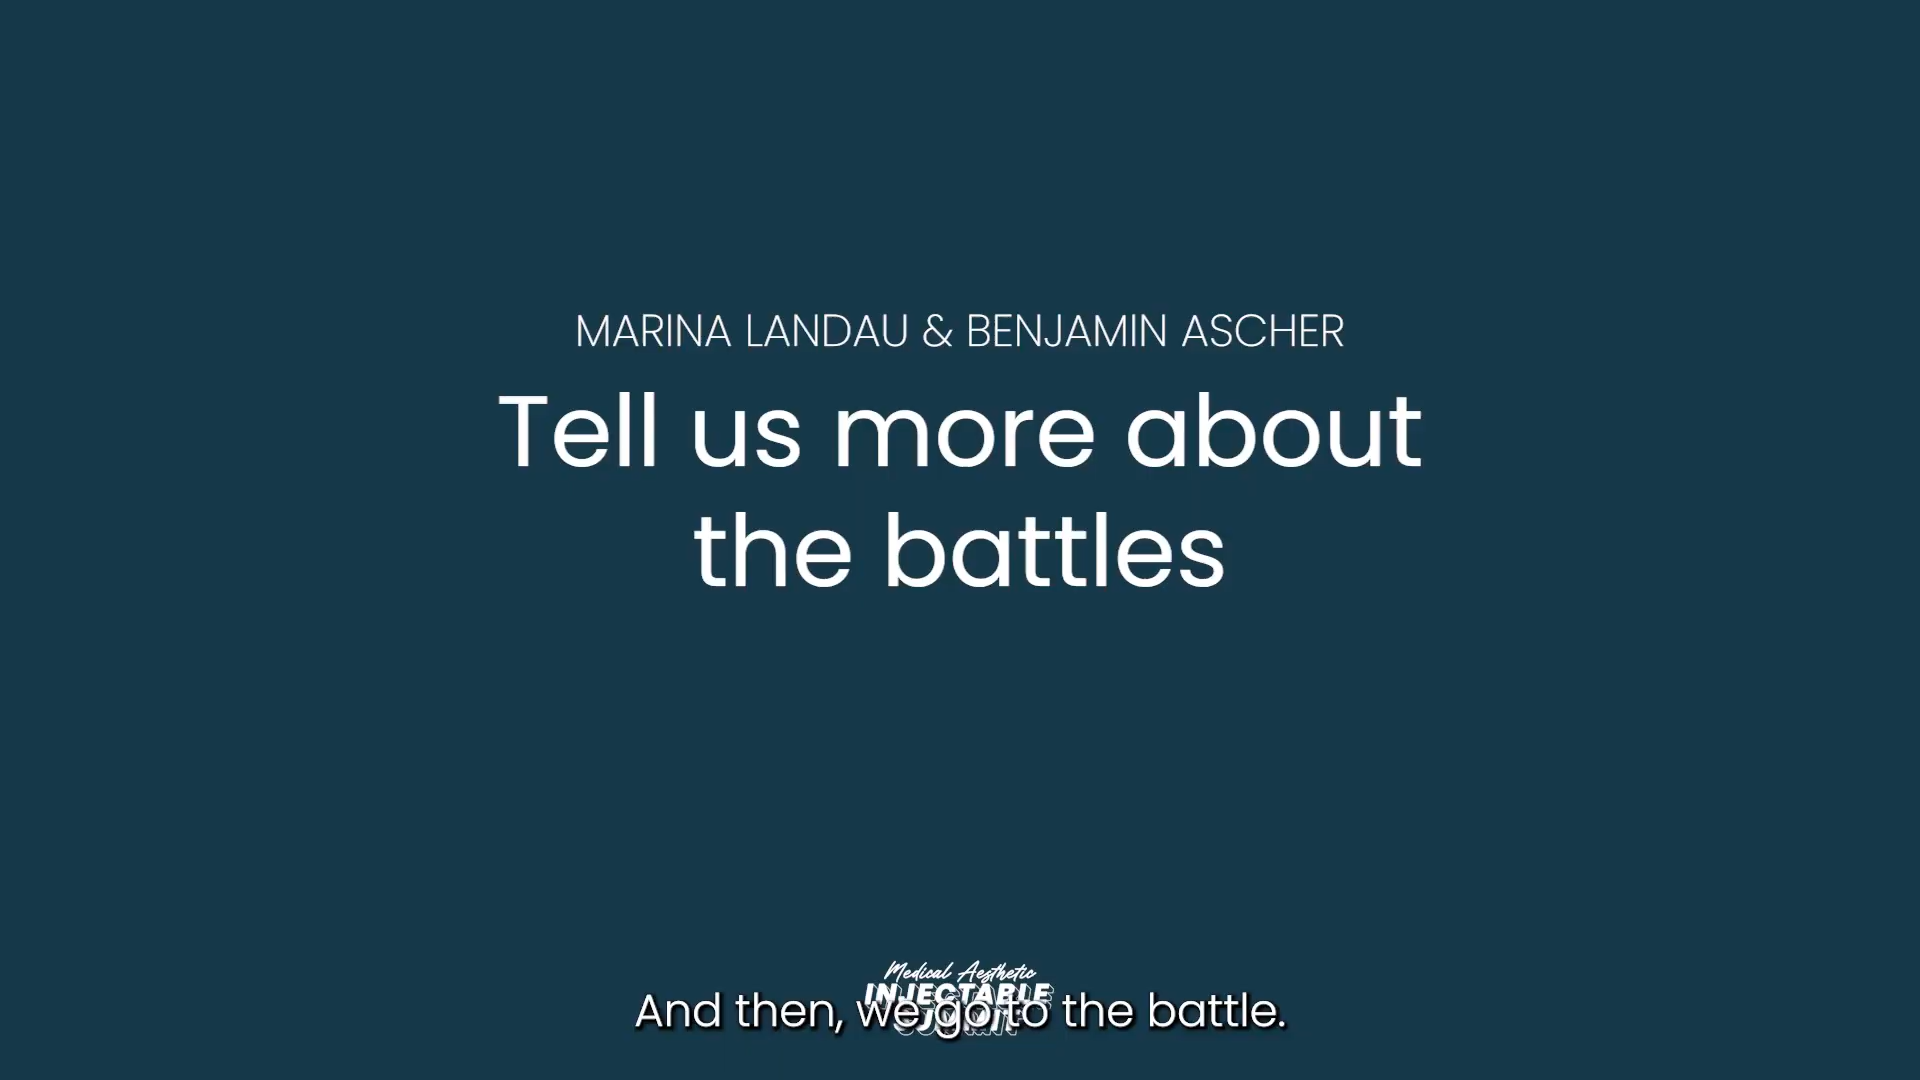 MARINA LANDAU & BENJAMIN ASCHER
Tell us more about
the battles
Medical Aesthetic
INJECTABLE
SUMMIT
And then, we go to the battle.